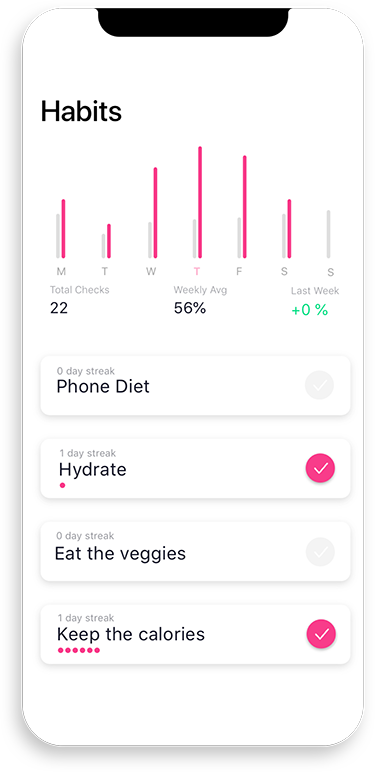 Habits
M T W T F S S
Total Checks Weekly Avg Last Week
22 56% +0 %
0 day streak
Phone Diet
1 day streak
Hydrate
0 day streak
Eat the veggies
1 day streak
Keep the calories